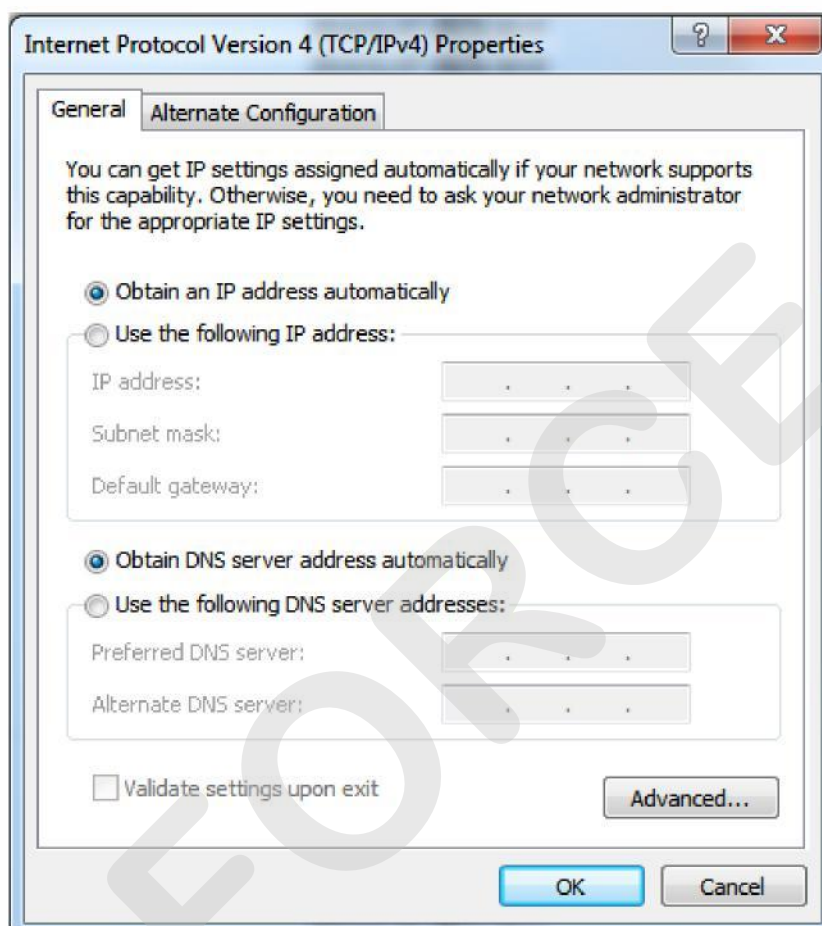 Internet Protocol Version 4 (TCP/IPv4) Properties
General
Alternate Configuration
You can get IP settings assigned automatically if your network supports
this capability. Otherwise, you need to ask your network administrator
for the appropriate IP settings.
Obtain an IP address automatically
Use the following IP address:
IP address:
Subnet mask:
Default gateway:
Obtain DNS server address automatically
Use the following DNS server addresses:
Preferred DNS server:
Alternate DNS server:
Validate settings upon exit
Advanced...
OK
Cancel
FORCE